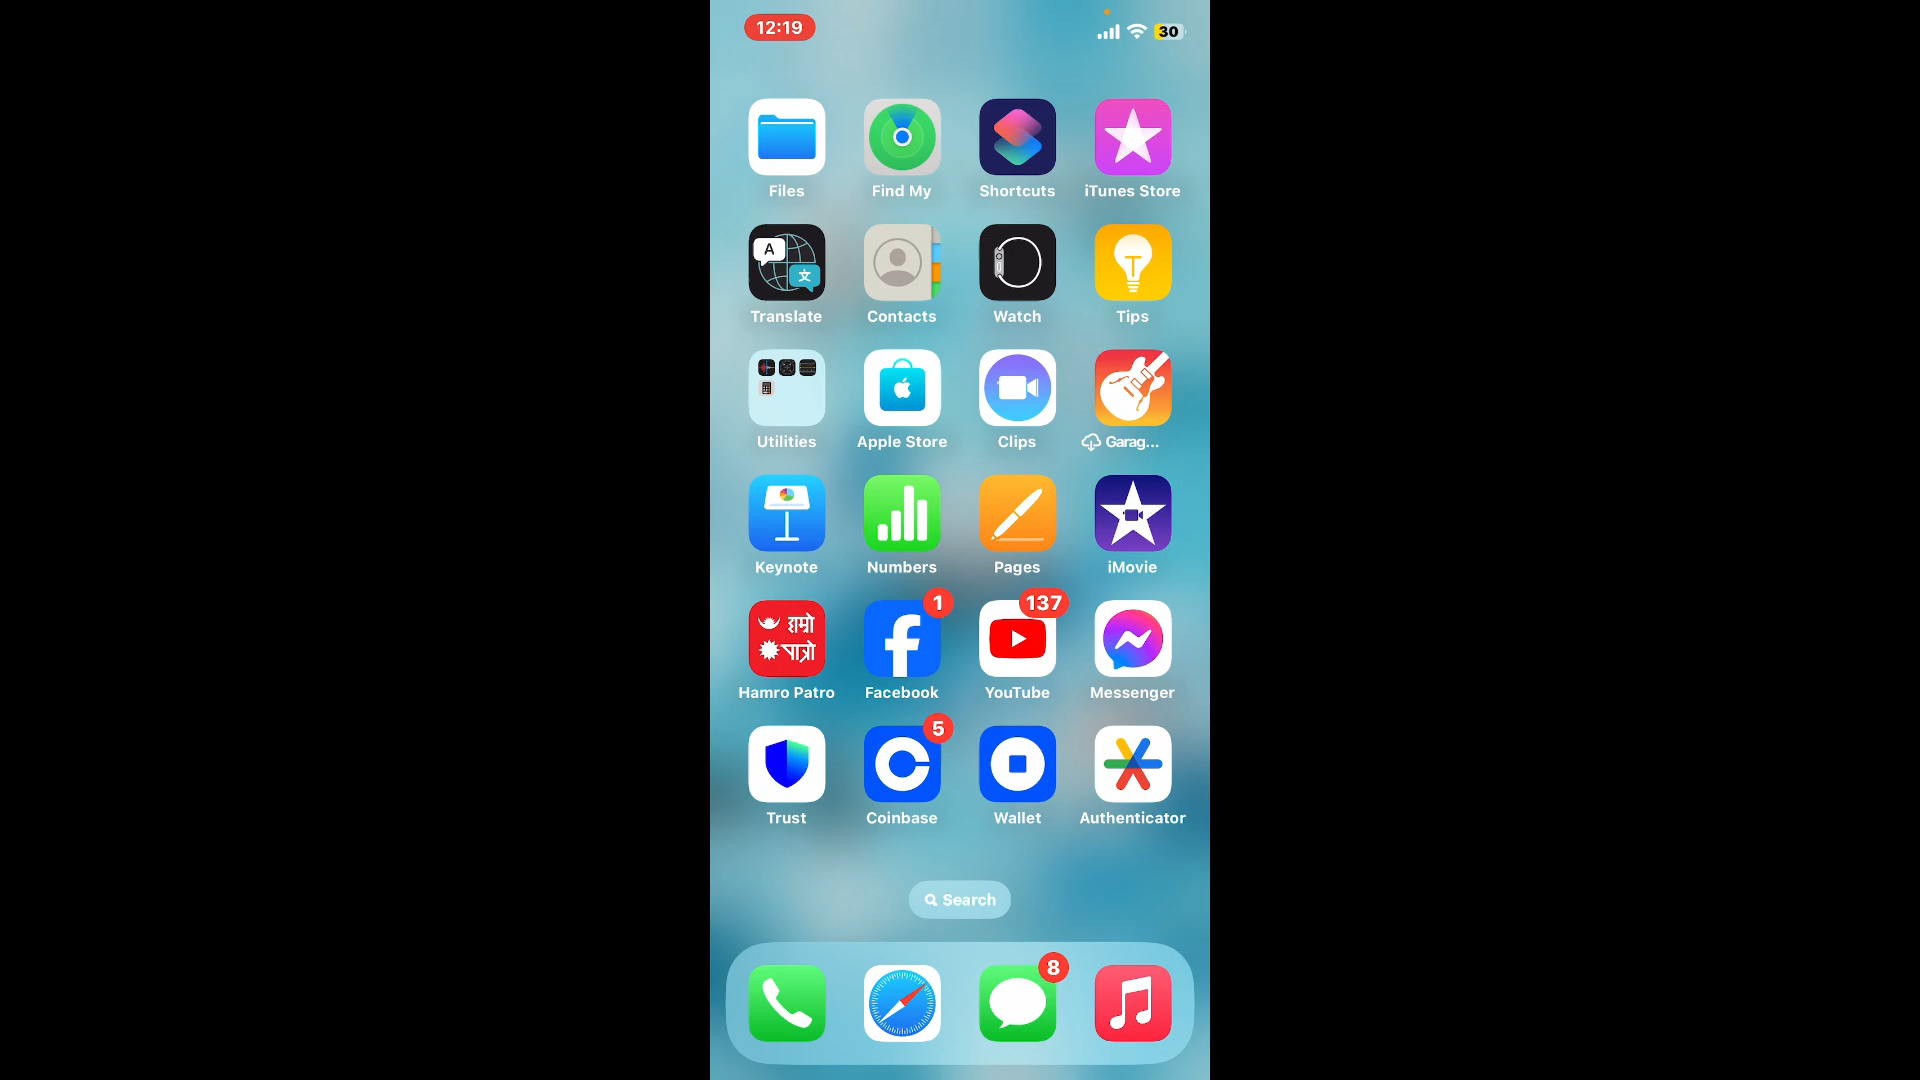 12:19
30
Files Find My Shortcuts iTunes Store
A 文
Translate Contacts Watch Tips
Utilities Apple Store Clips Garag...
Keynote Numbers Pages iMovie
1 137
हाम्रो
पात्रो
Hamro Patro Facebook YouTube Messenger
5
Trust Coinbase Wallet Authenticator
Search
8